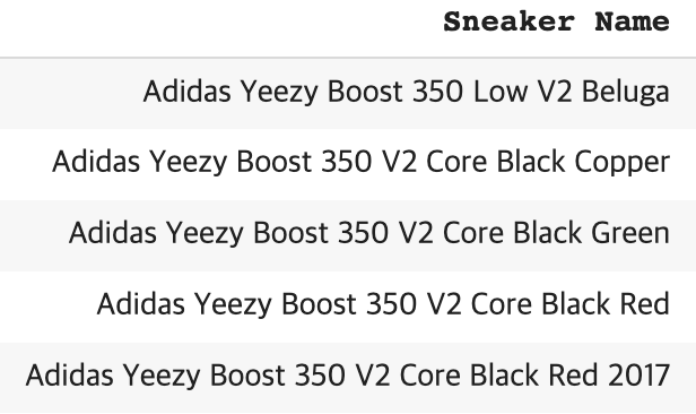 Sneaker Name
Adidas Yeezy Boost 350 Low V2 Beluga
Adidas Yeezy Boost 350 V2 Core Black Copper
Adidas Yeezy Boost 350 V2 Core Black Green
Adidas Yeezy Boost 350 V2 Core Black Red
Adidas Yeezy Boost 350 V2 Core Black Red 2017